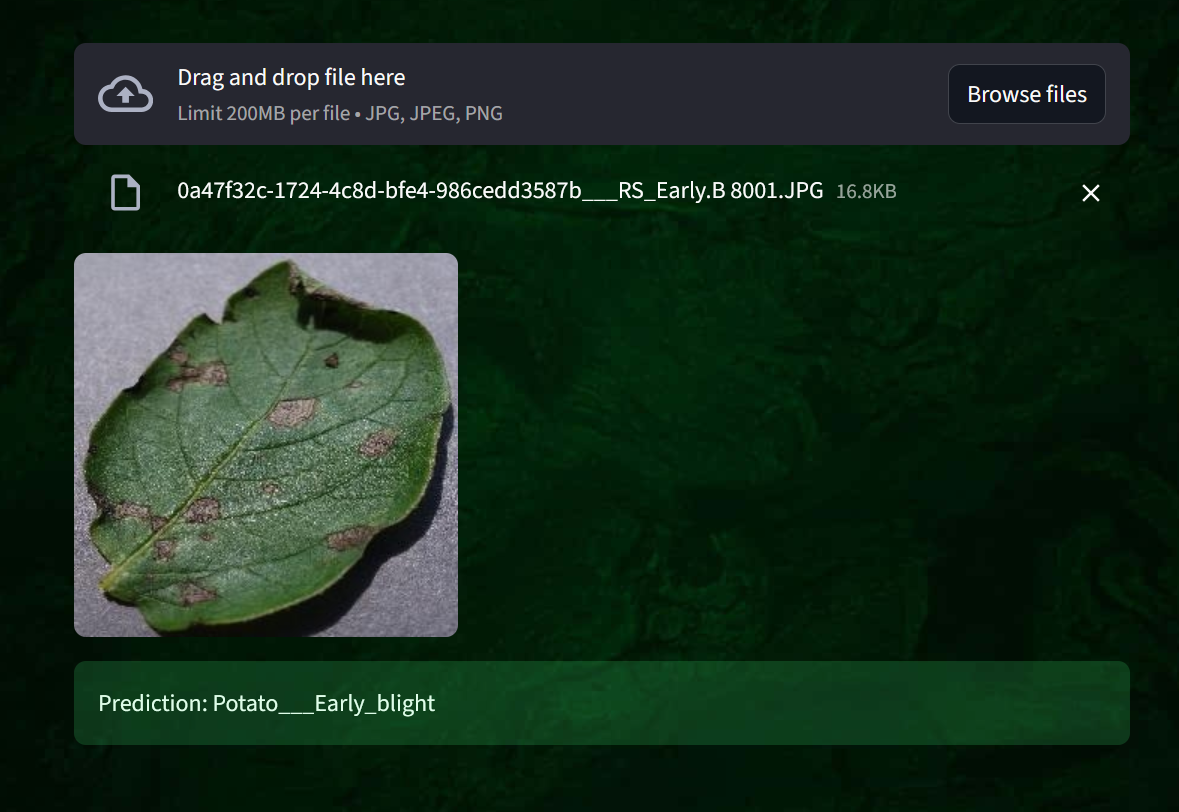 Drag and drop file here
Limit 200MB per file • JPG, JPEG, PNG
Browse files
0a47f32c-1724-4c8d-bfe4-986cedd3587b___RS_Early.B 8001.JPG 16.8KB
Prediction: Potato___Early_blight